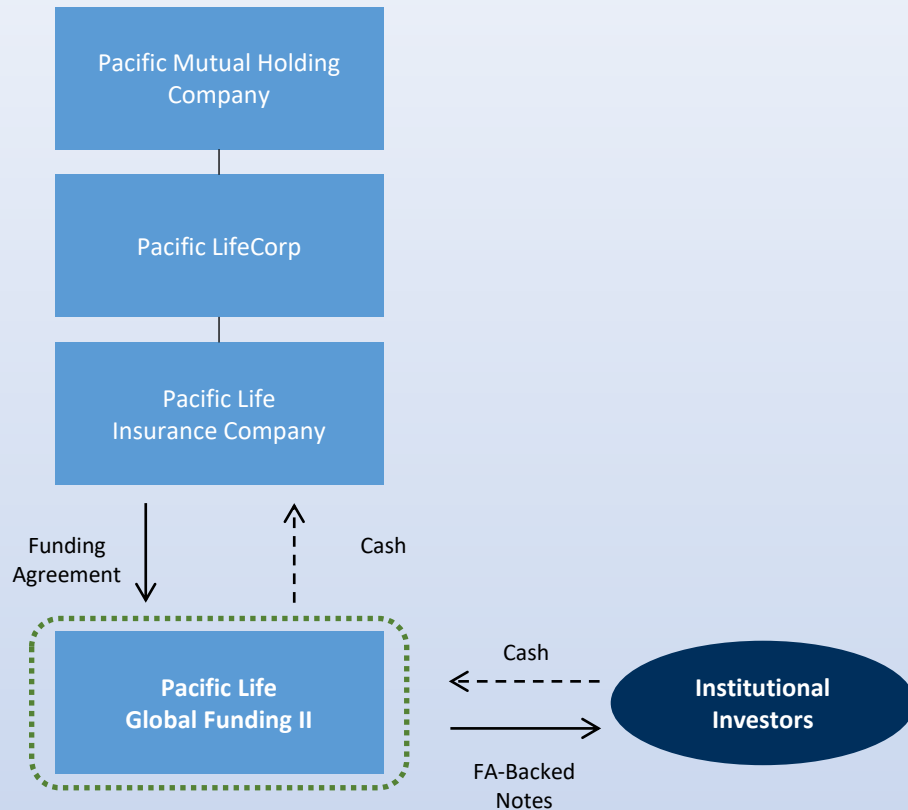 Pacific Mutual Holding
Company
Pacific LifeCorp
Pacific Life
Insurance Company
Funding
Agreement
Cash
Pacific Life
Global Funding II
Cash
FA-Backed
Notes
Institutional
Investors